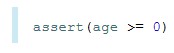 assert(age >= 0)